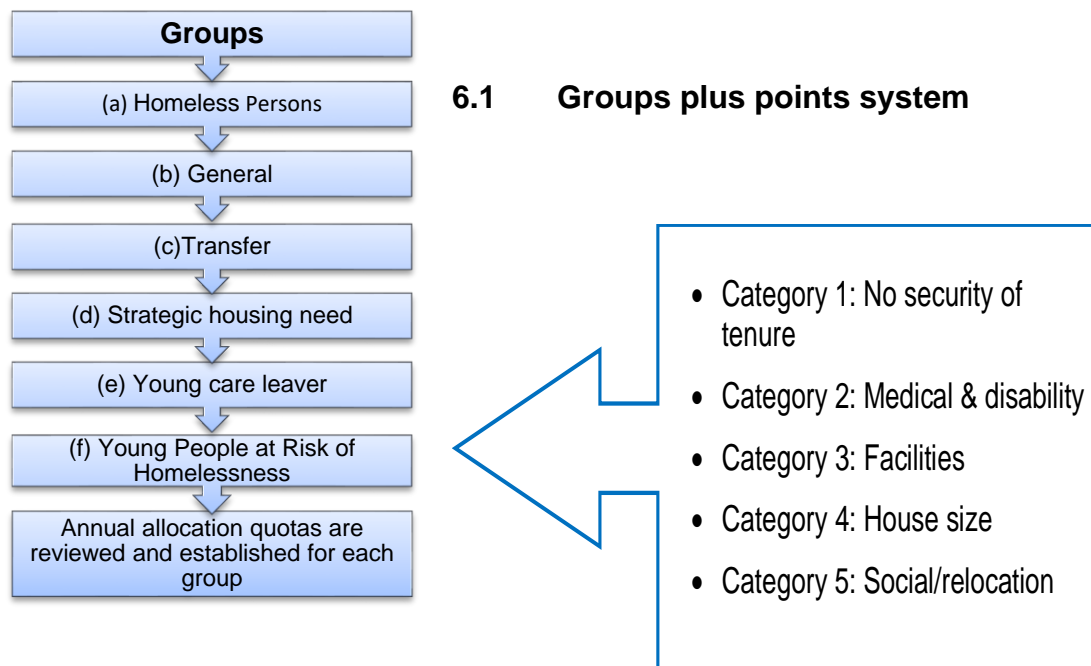 Groups
(a) Homeless Persons
6.1 Groups plus points system
(b) General
(c)Transfer
(d) Strategic housing need
(e) Young care leaver
(f) Young People at Risk of
Homelessness
Annual allocation quotas are
reviewed and established for each
group
• Category 1: No security of
tenure
• Category 2: Medical & disability
• Category 3: Facilities
• Category 4: House size
• Category 5: Social/relocation